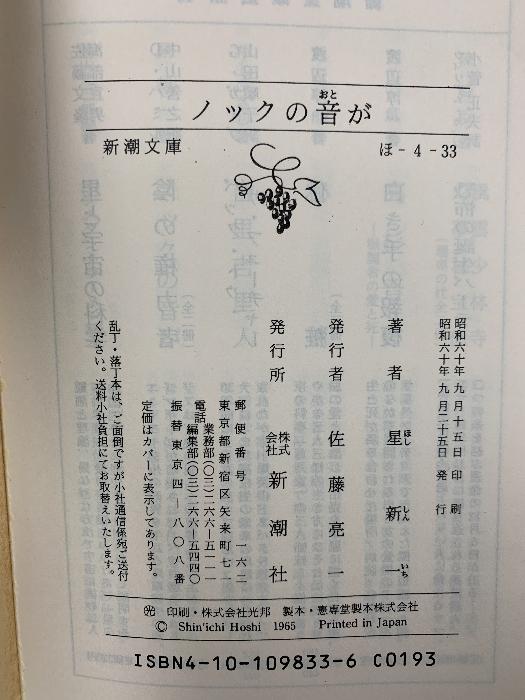 ノックの音が
おと
新潮文庫
ほ - 4 - 33
昭和六十年九月十五日 印刷
昭和六十年九月二十五日 発行
著者 星新一
ほし しん いち
発行者 佐藤亮一
発行所 株式会社 新潮社
郵便番号 一六二
東京都新宿区矢来町七一
電話 業務部(〇三)二六六―五一一一
編集部(〇三)二六六―五四四〇
振替東京四―八〇八番
定価はカバーに表示してあります。
乱丁・落丁本は、ご面倒ですが小社通信係宛ご送付
ください。送料小社負担にてお取替えいたします。
印刷・株式会社光邦 製本・憲専堂製本株式会社
© Shin'ichi Hoshi 1965 Printed in Japan
ISBN4-10-109833-6 C0193